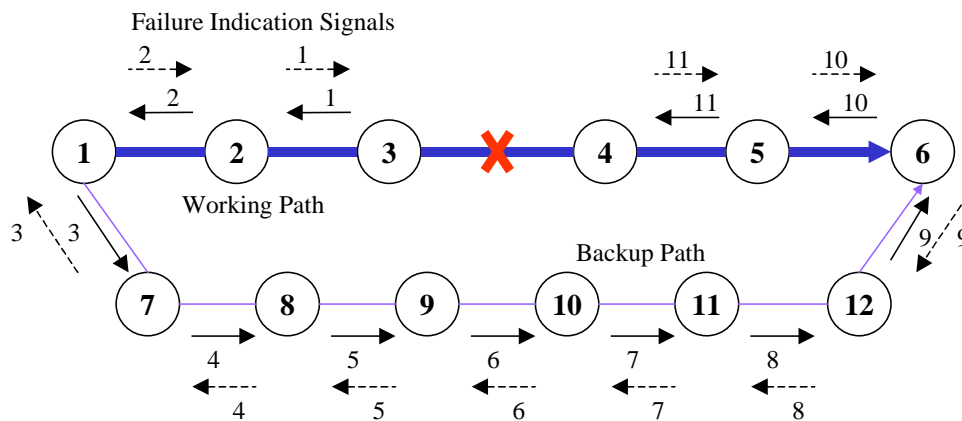 Failure Indication Signals
2 1 11 10
2 1 11 10
1 2 3 4 5 6
Working Path
3 3 9 9
Backup Path
7 8 9 10 11 12
4 5 6 7 8
4 5 6 7 8